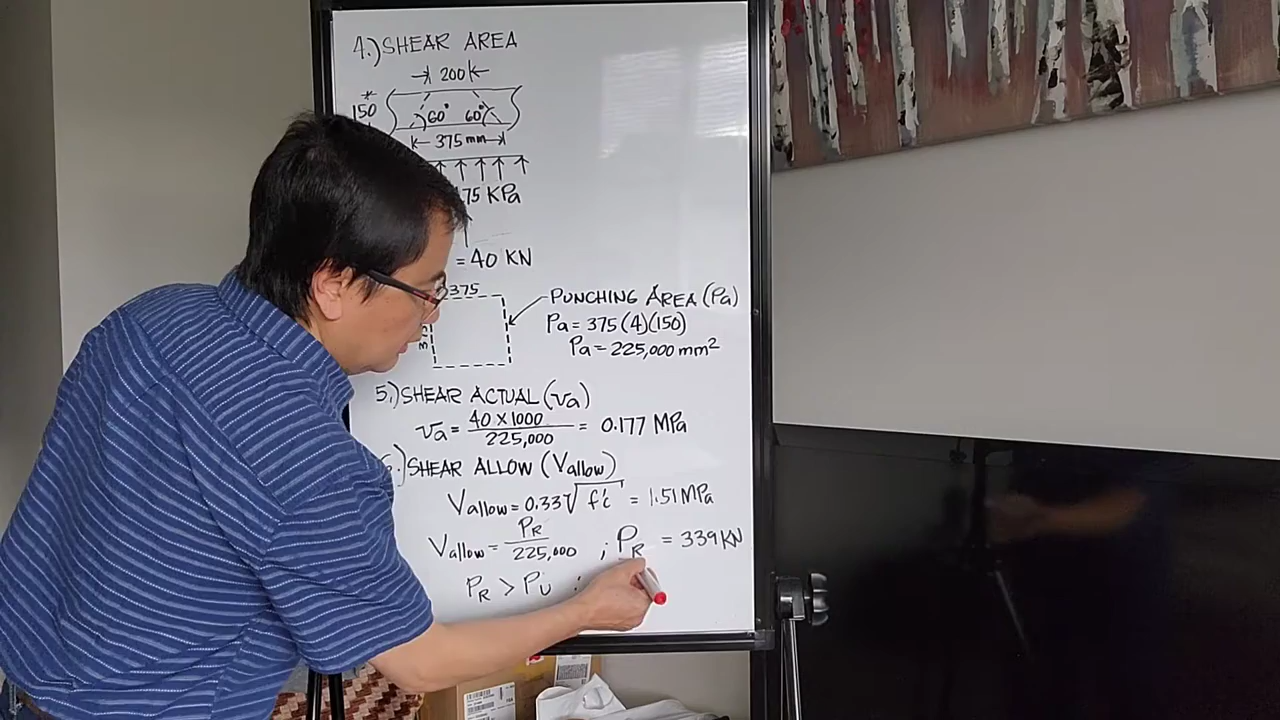 4.) SHEAR AREA
200
150
60° 60°
375 mm
75 KPa
= 40 KN
375
PUNCHING AREA (Pa)
Pa = 375 (4)(150)
Pa = 225,000 mm²
5.) SHEAR ACTUAL (va)
va = 40 x 1000 / 225,000 = 0.177 MPa
.) SHEAR ALLOW (Vallow)
Vallow = 0.33 √f'c = 1.51 MPa
Vallow = PR / 225,000 ; PR = 339 KN
PR > PU